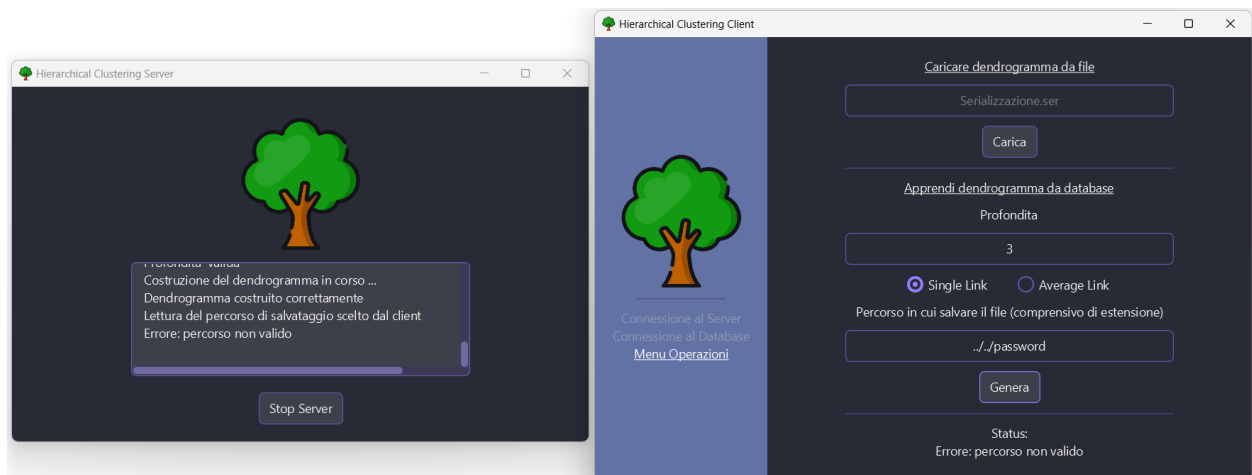 Hierarchical Clustering Server
Profondita' valida
Costruzione del dendrogramma in corso ...
Dendrogramma costruito correttamente
Lettura del percorso di salvataggio scelto dal client
Errore: percorso non valido
Stop Server
Hierarchical Clustering Client
Connessione al Server
Connessione al Database
Menu Operazioni
Caricare dendrogramma da file
Serializzazione.ser
Carica
Apprendi dendrogramma da database
Profondita
3
Single Link Average Link
Percorso in cui salvare il file (comprensivo di estensione)
../../password
Genera
Status:
Errore: percorso non valido